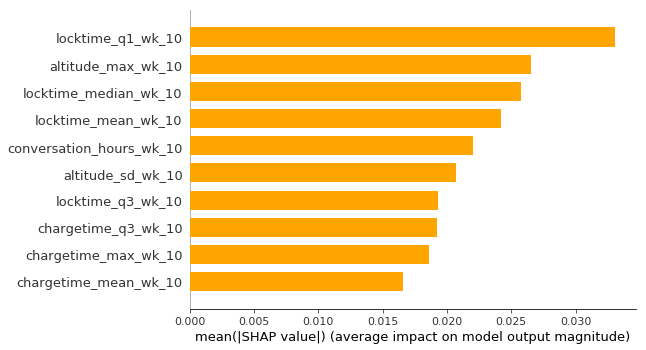 locktime_q1_wk_10
altitude_max_wk_10
locktime_median_wk_10
locktime_mean_wk_10
conversation_hours_wk_10
altitude_sd_wk_10
locktime_q3_wk_10
chargetime_q3_wk_10
chargetime_max_wk_10
chargetime_mean_wk_10
0.000 0.005 0.010 0.015 0.020 0.025 0.030
mean(|SHAP value|) (average impact on model output magnitude)